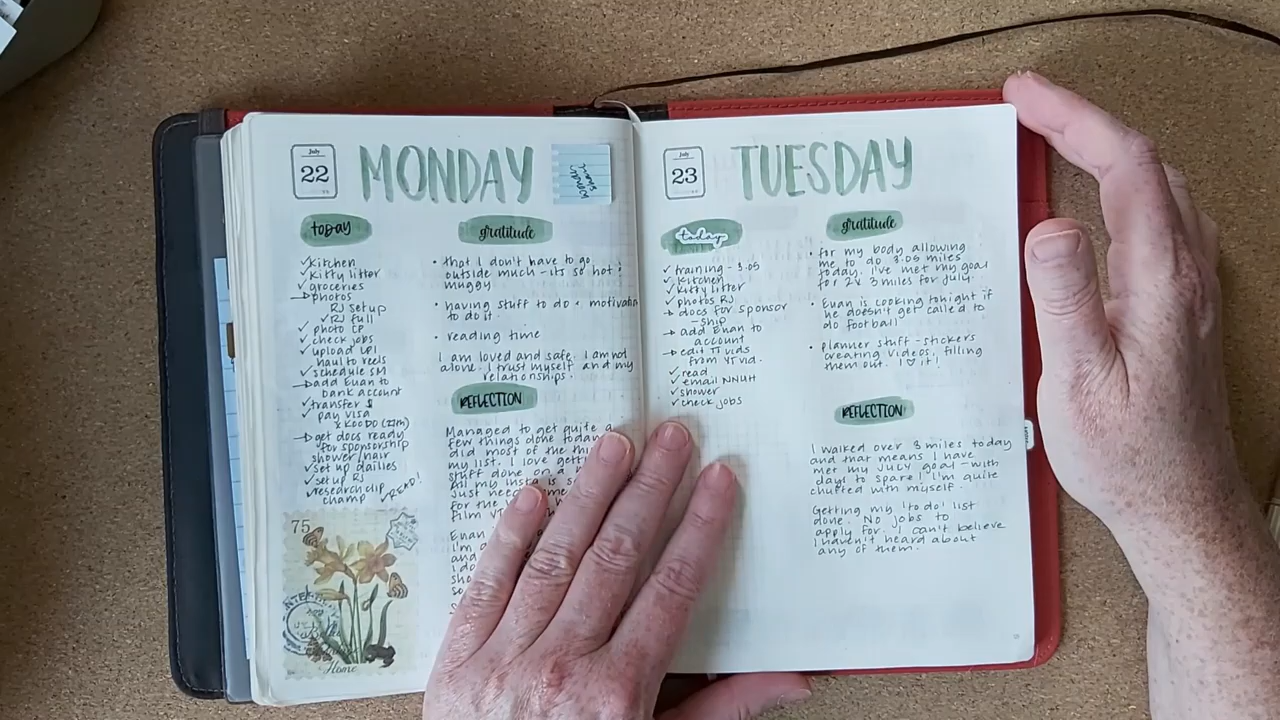 July
22
MONDAY
today
✓kitchen
✓kitty litter
✓groceries
→photos
RJ setup
✓RJ full
✓photo CP
✓check jobs
✓upload UP!
haul to reels
✓schedule SM
→add Euan to
bank account
✓transfer $
✓pay visa
x KOODO (22m)
→get docs ready
for sponsorship
✓shower/hair
✓set up dailies
✓set up RJ
✓research clip
champ
✓READ!
75
Home
gratitude
• that I don't have to go
outside much - its so hot &
muggy
• having stuff to do + motivation
to do it.
• reading time
I am loved and safe. I am not
alone. I trust myself and my
relationships.
REFLECTION
Managed to get quite a
few things done today
did most of the
my list. I love
stuff done on a
All my Insta is
Just need
for the
Film YT
Euan
I'm
and
I do
July
23
TUESDAY
today
✓ training - 3.05
✓ kitchen
✓ kitty litter
✓ photos RJ
→ docs for sponsor
-ship
→ add Euan to
account
→ edit TT vids
from YT vid.
✓ read
✓ email NNUH
✓ shower
✓ check jobs
gratitude
• for my body allowing
me to do 3.05 miles
today. I've met my goal
for 2x 3 miles for July.
• Euan is cooking tonight if
he doesn't get called to
do football
• planner stuff - stickers
creating videos, filling
them out. I ♡ it!
REFLECTION
I walked over 3 miles today
and that means I have
met my July goal - with
days to spare! I'm quite
chuffed with myself.
Getting my 'to do' list
done. No jobs to
apply for. I can't believe
I haven't heard about
any of them.